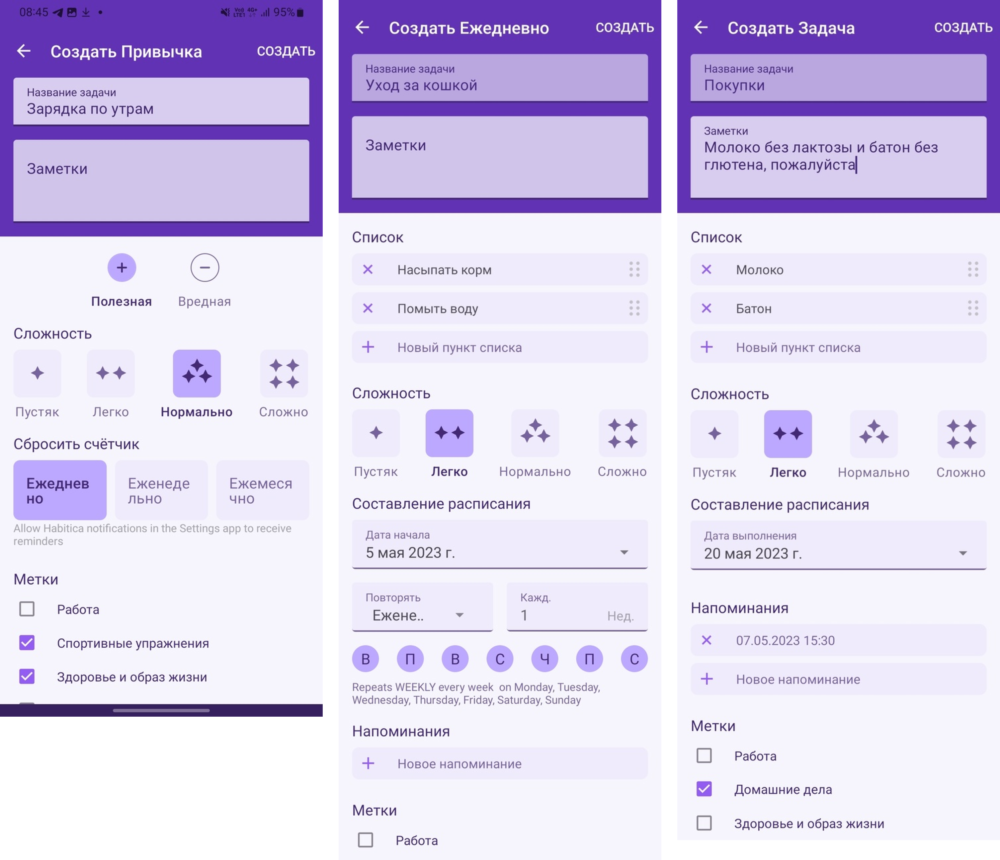 08:45
Vo)) LTE1 4G+ 95%
Создать Привычка
СОЗДАТЬ
Название задачи
Зарядка по утрам
Заметки
Полезная
Вредная
Сложность
Пустяк
Легко
Нормально
Сложно
Сбросить счётчик
Ежеднев
но
Еженеде
льно
Ежемеся
чно
Allow Habitica notifications in the Settings app to receive
reminders
Метки
Работа
Спортивные упражнения
Здоровье и образ жизни
Создать Ежедневно
СОЗДАТЬ
Название задачи
Уход за кошкой
Заметки
Список
Насыпать корм
Помыть воду
Новый пункт списка
Сложность
Пустяк
Легко
Нормально
Сложно
Составление расписания
Дата начала
5 мая 2023 г.
Повторять
Ежене..
Кажд.
1 Нед.
В П В С Ч П С
Repeats WEEKLY every week on Monday, Tuesday,
Wednesday, Thursday, Friday, Saturday, Sunday
Напоминания
Новое напоминание
Метки
Работа
Создать Задача
СОЗДАТЬ
Название задачи
Покупки
Заметки
Молоко без лактозы и батон без
глютена, пожалуйста
Список
Молоко
Батон
Новый пункт списка
Сложность
Пустяк
Легко
Нормально
Сложно
Составление расписания
Дата выполнения
20 мая 2023 г.
Напоминания
07.05.2023 15:30
Новое напоминание
Метки
Работа
Домашние дела
Здоровье и образ жизни